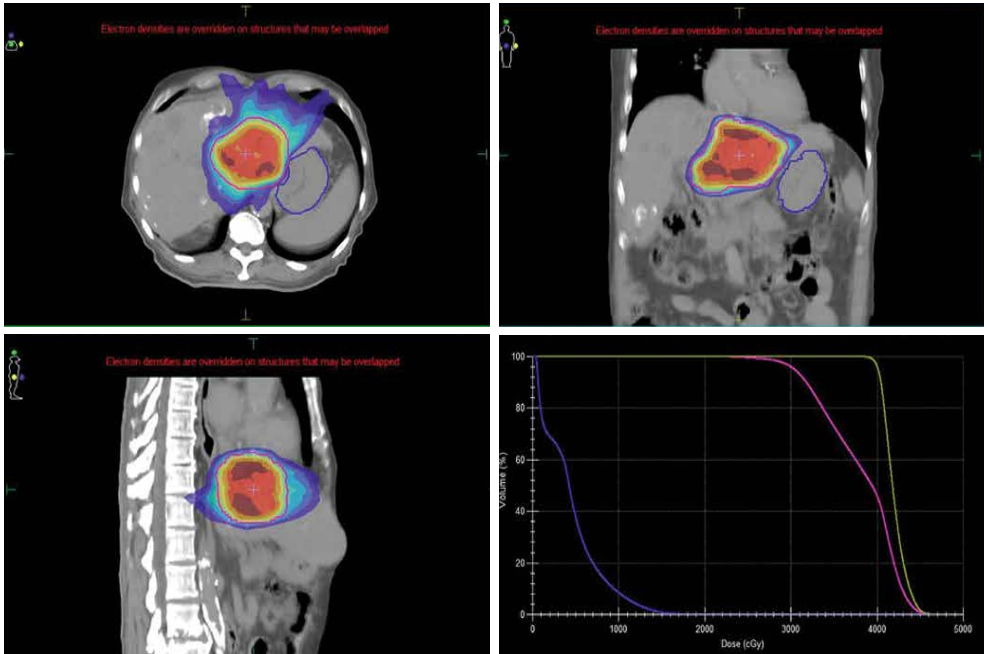 Electron densities are overridden on structures that may be overlapped
Electron densities are overridden on structures that may be overlapped
Electron densities are overridden on structures that may be overlapped
100
80
60
40
20
0
Volume (%)
0 1000 2000 3000 4000 5000
Dose (cGy)